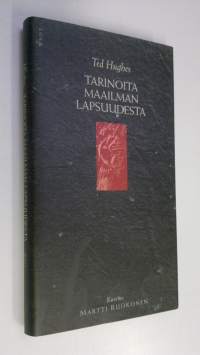 Ted Hughes
TARINOITA
MAAILMAN
LAPSUUDESTA
Kuvitus
MARTTI RUOKONEN